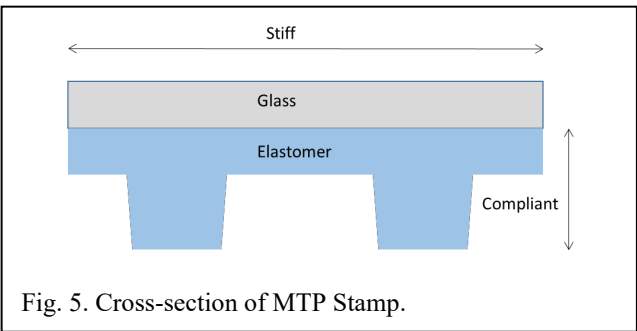 Stiff
Glass
Elastomer
Compliant
Fig. 5. Cross-section of MTP Stamp.